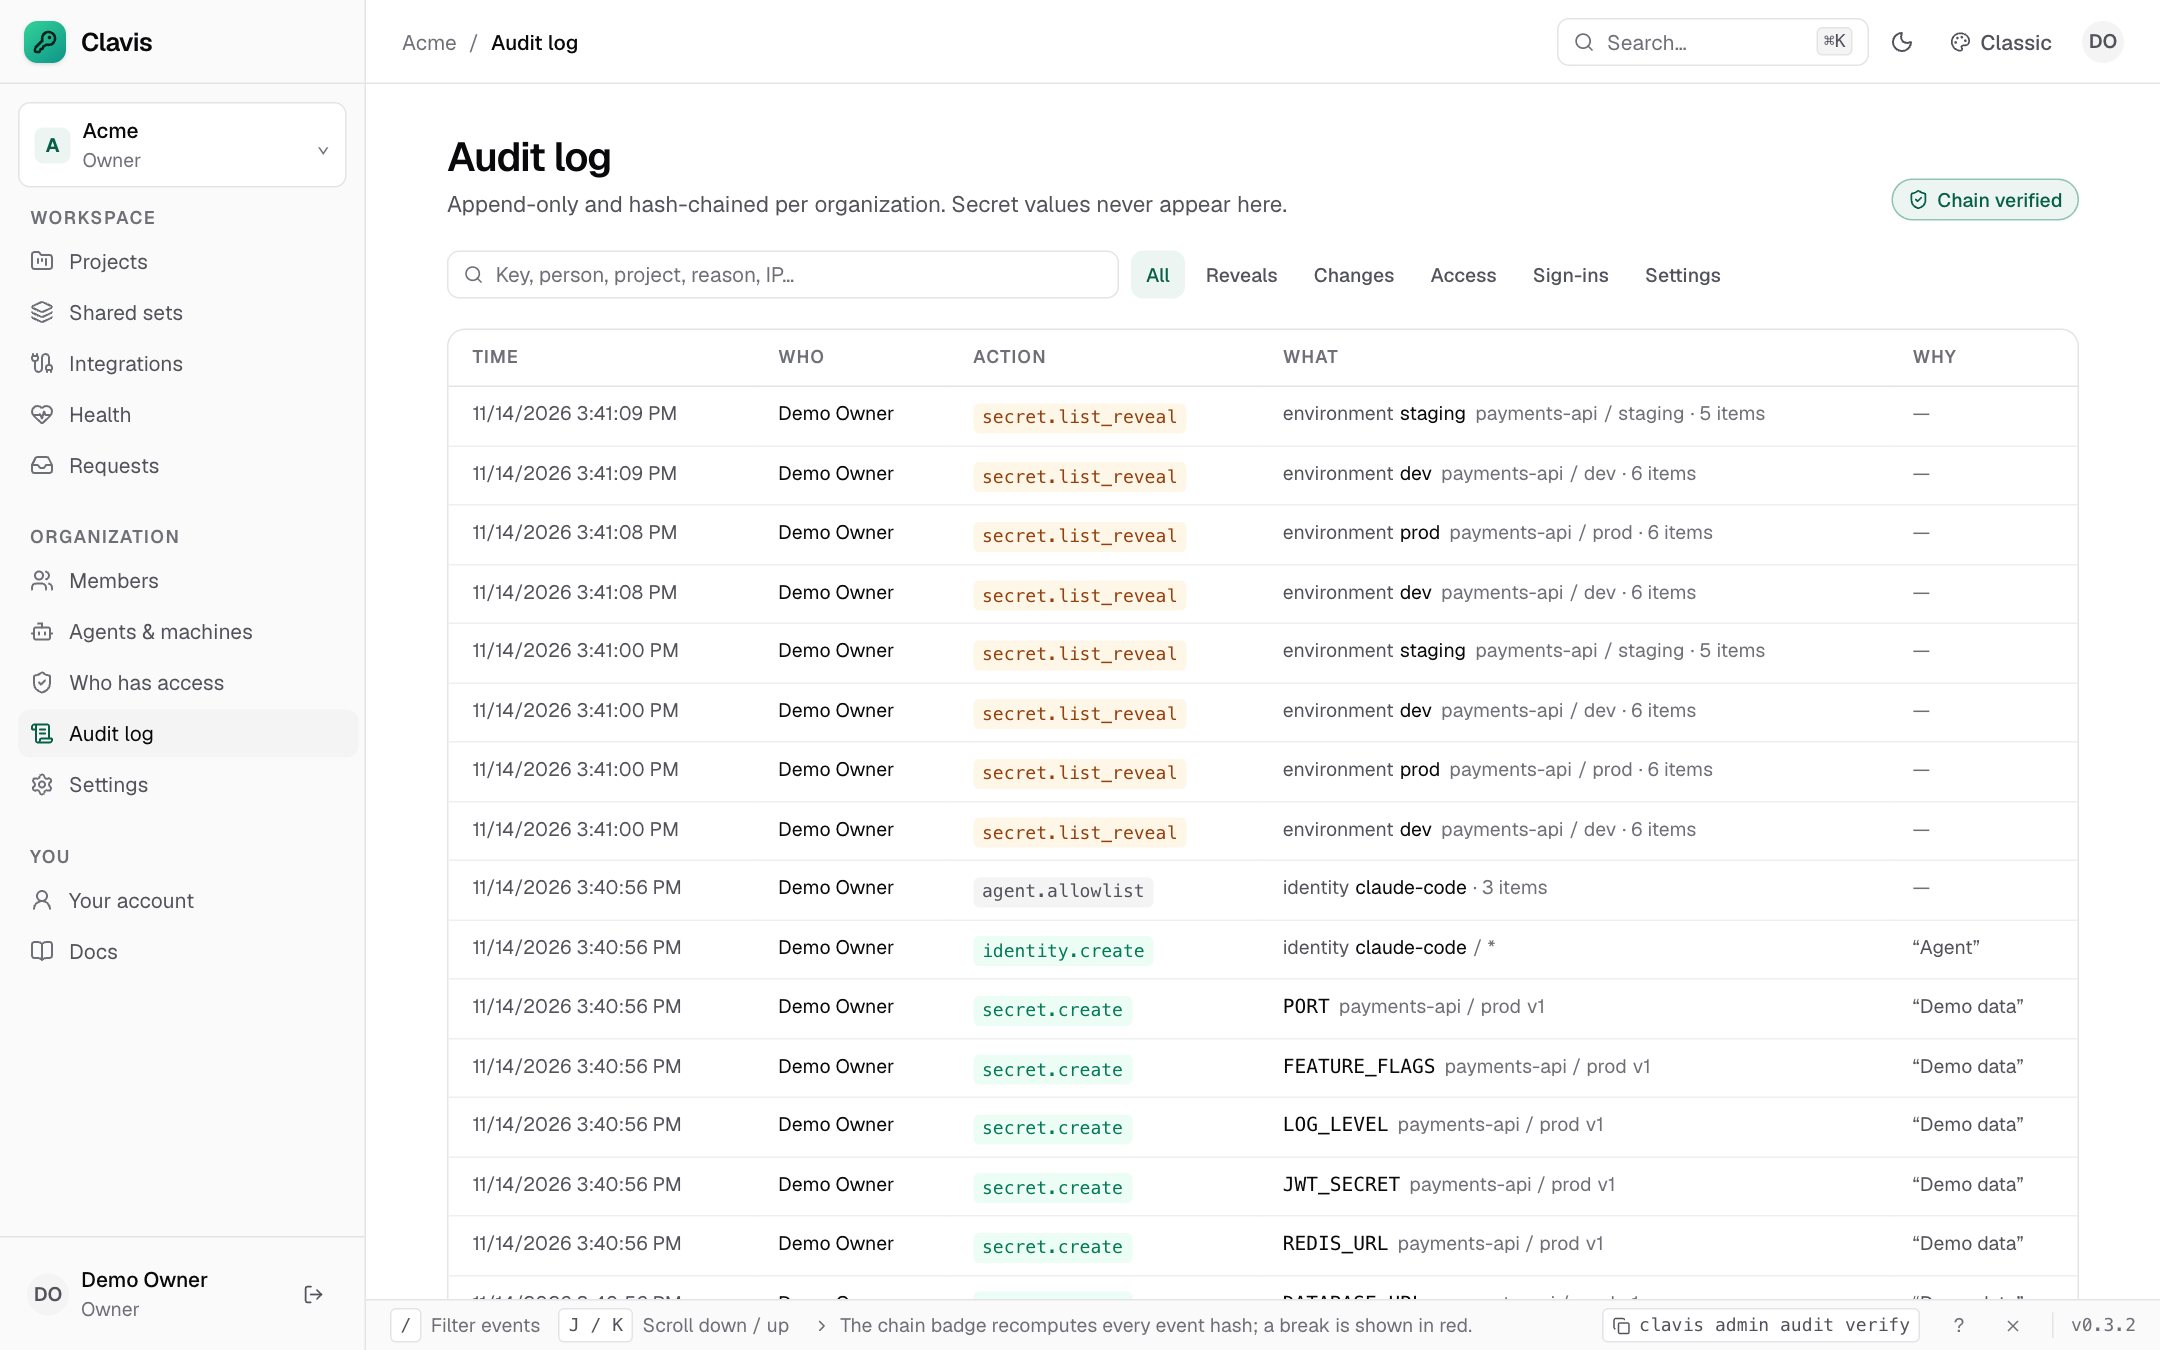 Clavis
Acme / Audit log
Search...
⌘K
Classic
DO
A
Acme
Owner
WORKSPACE
Projects
Shared sets
Integrations
Health
Requests
ORGANIZATION
Members
Agents & machines
Who has access
Audit log
Settings
YOU
Your account
Docs
DO
Demo Owner
Owner
Audit log
Append-only and hash-chained per organization. Secret values never appear here.
Chain verified
Key, person, project, reason, IP...
All Reveals Changes Access Sign-ins Settings
TIME WHO ACTION WHAT WHY
11/14/2026 3:41:09 PM Demo Owner secret.list_reveal environment staging payments-api / staging · 5 items —
11/14/2026 3:41:09 PM Demo Owner secret.list_reveal environment dev payments-api / dev · 6 items —
11/14/2026 3:41:08 PM Demo Owner secret.list_reveal environment prod payments-api / prod · 6 items —
11/14/2026 3:41:08 PM Demo Owner secret.list_reveal environment dev payments-api / dev · 6 items —
11/14/2026 3:41:00 PM Demo Owner secret.list_reveal environment staging payments-api / staging · 5 items —
11/14/2026 3:41:00 PM Demo Owner secret.list_reveal environment dev payments-api / dev · 6 items —
11/14/2026 3:41:00 PM Demo Owner secret.list_reveal environment prod payments-api / prod · 6 items —
11/14/2026 3:41:00 PM Demo Owner secret.list_reveal environment dev payments-api / dev · 6 items —
11/14/2026 3:40:56 PM Demo Owner agent.allowlist identity claude-code · 3 items —
11/14/2026 3:40:56 PM Demo Owner identity.create identity claude-code / * “Agent”
11/14/2026 3:40:56 PM Demo Owner secret.create PORT payments-api / prod v1 “Demo data”
11/14/2026 3:40:56 PM Demo Owner secret.create FEATURE_FLAGS payments-api / prod v1 “Demo data”
11/14/2026 3:40:56 PM Demo Owner secret.create LOG_LEVEL payments-api / prod v1 “Demo data”
11/14/2026 3:40:56 PM Demo Owner secret.create JWT_SECRET payments-api / prod v1 “Demo data”
11/14/2026 3:40:56 PM Demo Owner secret.create REDIS_URL payments-api / prod v1 “Demo data”
/ Filter events J / K Scroll down / up › The chain badge recomputes every event hash; a break is shown in red.
clavis admin audit verify ? × v0.3.2